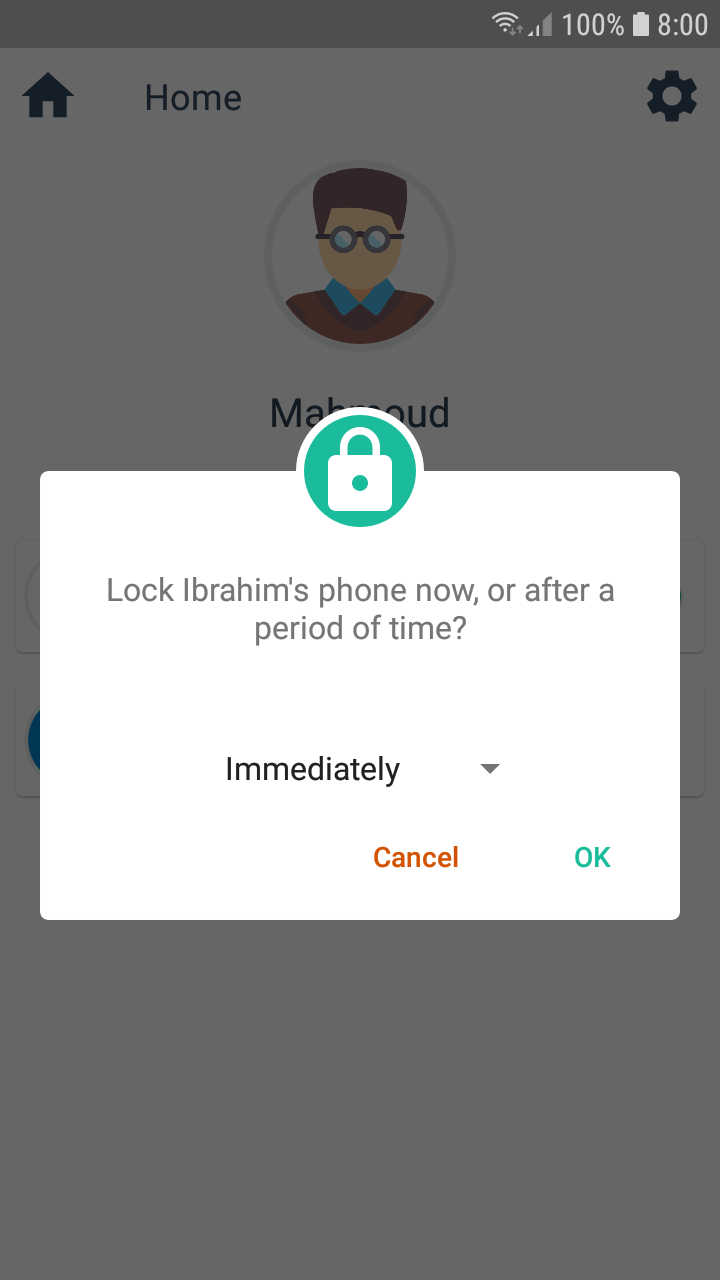 100% 8:00
Home
Mahmoud
Lock Ibrahim's phone now, or after a
period of time?
Immediately
Cancel OK